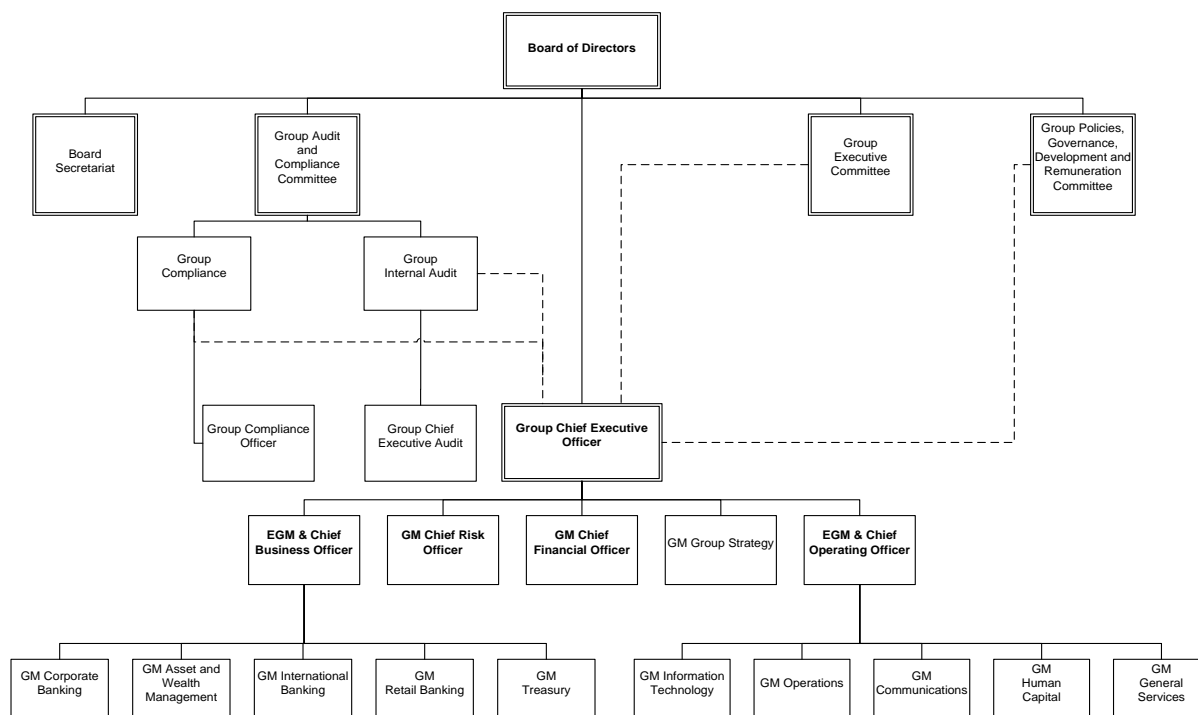 Board of Directors
Board
Secretariat
Group Audit
and
Compliance
Committee
Group
Executive
Committee
Group Policies,
Governance,
Development and
Remuneration
Committee
Group
Compliance
Group
Internal Audit
Group Compliance
Officer
Group Chief
Executive Audit
Group Chief Executive
Officer
EGM & Chief
Business Officer
GM Chief Risk
Officer
GM Chief
Financial Officer
GM Group Strategy
EGM & Chief
Operating Officer
GM Corporate
Banking
GM Asset and
Wealth
Management
GM International
Banking
GM
Retail Banking
GM
Treasury
GM Information
Technology
GM Operations
GM
Communications
GM
Human
Capital
GM
General
Services